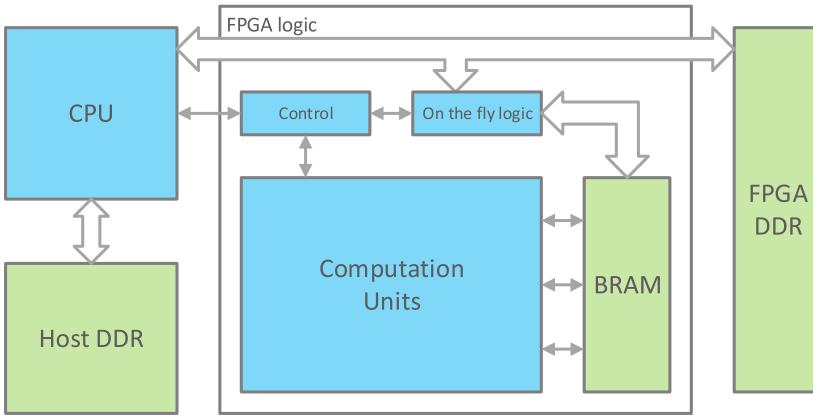 FPGA logic
CPU
Control
On the fly logic
FPGA
DDR
Computation
Units
BRAM
Host DDR